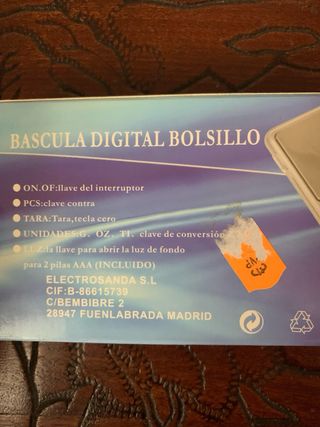 BASCULA DIGITAL BOLSILLO
ON.OF:llave del interruptor
PCS:clave contra
TARA:Tara,tecla cero
UNIDADES:G. OZ, TI. clave de conversión
LUZ:la llave para abrir la luz de fondo
para 2 pilas AAA (INCLUIDO)
ELECTROSANDA S.L
CIF:B-86615739
C/BEMBIBRE 2
28947 FUENLABRADA MADRID